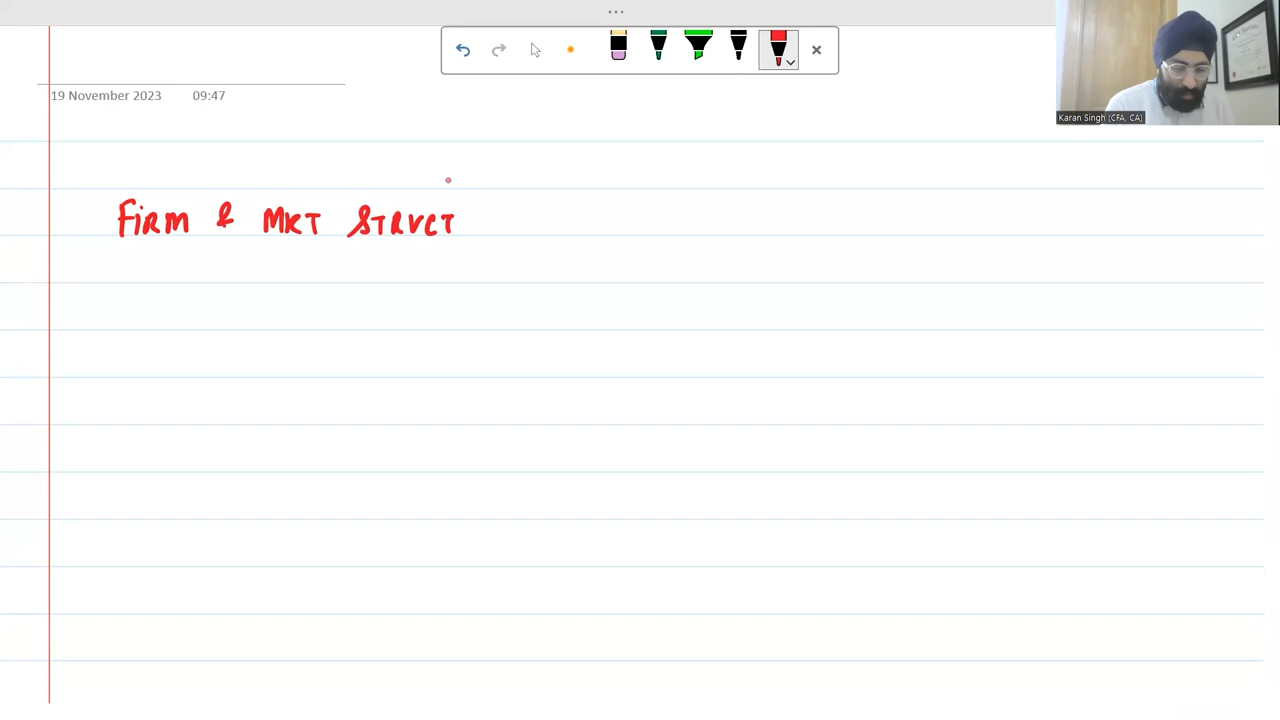 19 November 2023 09:47
Karan Singh (CFA, CA)
FiRM & MKT STRUCT